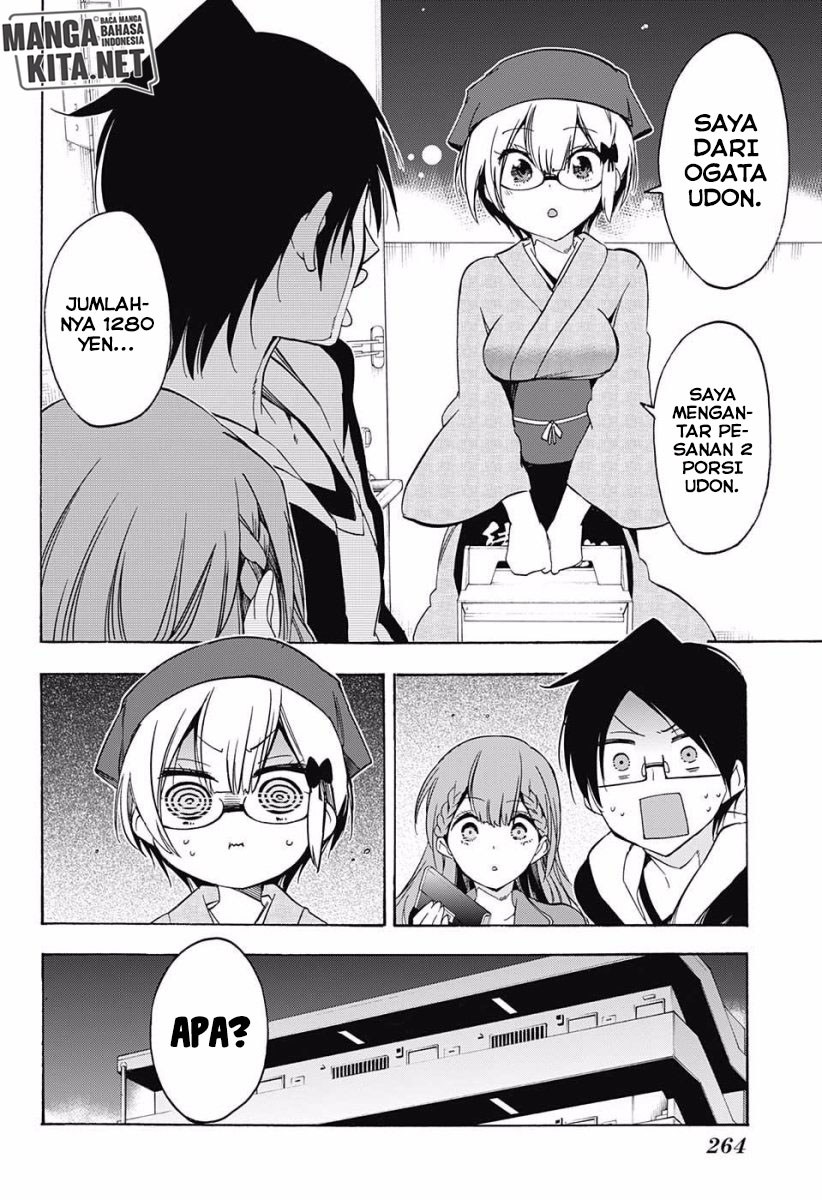 MANGA
KITA.NET
BACA MANGA
BAHASA
INDONESIA
SAYA
DARI
OGATA
UDON.
SAYA
MENGAN-
TAR PE-
SANAN 2
PORSI
UDON.
JUMLAH-
NYA 1280
YEN...
APA?
264